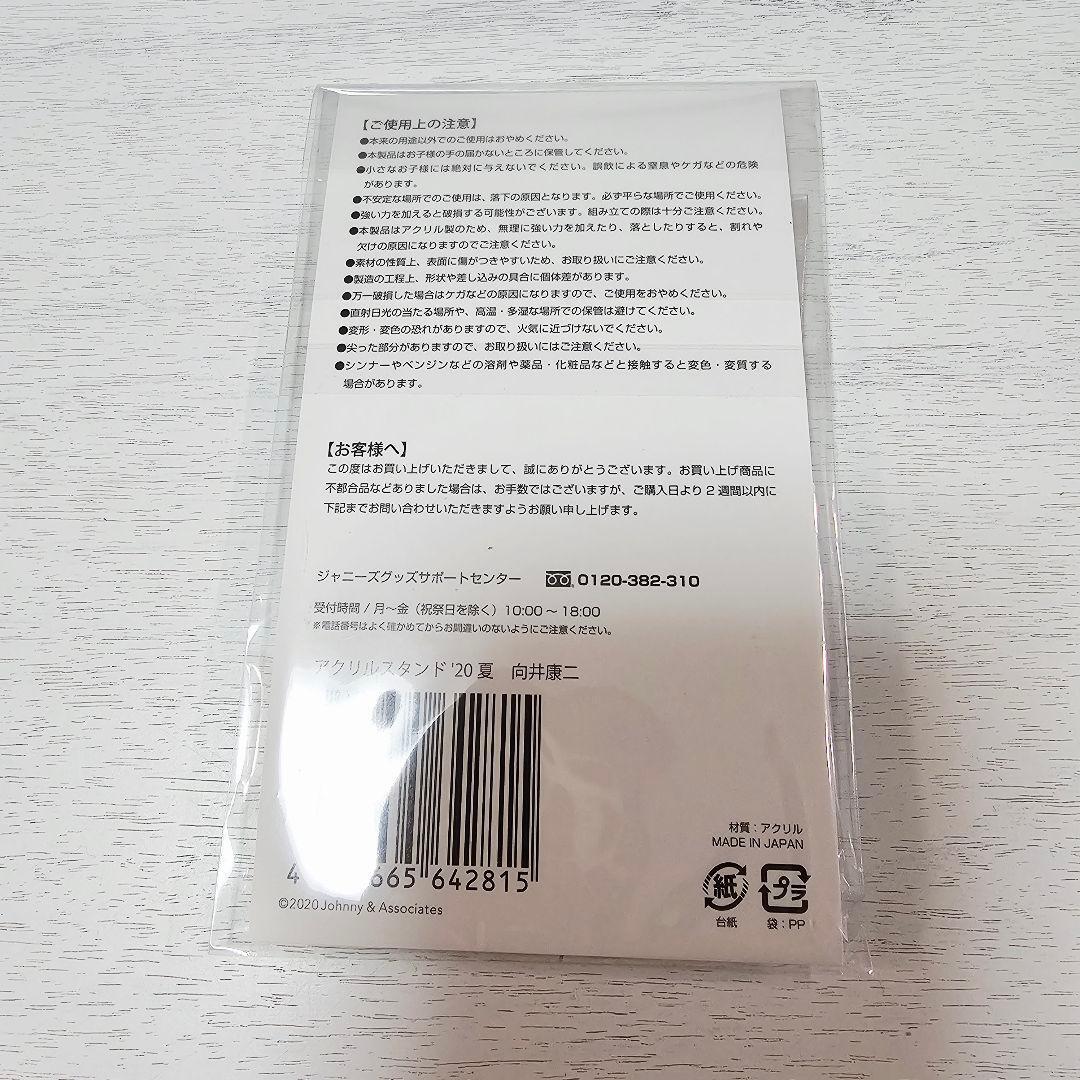 【ご使用上の注意】
●本来の用途以外でのご使用はおやめください。
●本製品はお子様の手の届かないところに保管してください。
●小さなお子様には絶対に与えないでください。誤飲による窒息やケガなどの危険
があります。
●不安定な場所でのご使用は、落下の原因となります。必ず平らな場所でご使用ください。
●強い力を加えると破損する可能性がございます。組み立ての際は十分ご注意ください。
●本製品はアクリル製のため、無理に強い力を加えたり、落としたりすると、割れや
欠けの原因になりますのでご注意ください。
●素材の性質上、表面に傷がつきやすいため、お取り扱いにご注意ください。
●製造の工程上、形状や差し込みの具合に個体差があります。
●万一破損した場合はケガなどの原因になりますので、ご使用をおやめください。
●直射日光の当たる場所や、高温・多湿な場所での保管は避けてください。
●変形・変色の恐れがありますので、火気に近づけないでください。
●尖った部分がありますので、お取り扱いにはご注意ください。
●シンナーやベンジンなどの溶剤や薬品・化粧品などと接触すると変色・変質する
場合があります。
【お客様へ】
この度はお買い上げいただきまして、誠にありがとうございます。お買い上げ商品に
不都合品などありました場合は、お手数ではございますが、ご購入日より2週間以内に
下記までお問い合わせいただきますようお願い申し上げます。
ジャニーズグッズサポートセンター 0120-382-310
受付時間/月〜金（祝祭日を除く）10:00〜18:00
※電話番号はよく確かめてからお間違いのないようにご注意ください。
アクリルスタンド'20夏 向井康二
4 665 642815
©2020 Johnny & Associates
材質：アクリル
MADE IN JAPAN
紙 プラ
台紙 袋：PP